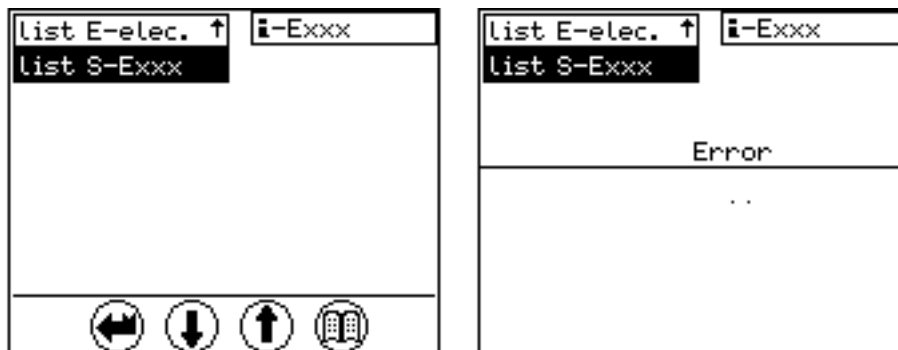 list E-elec. ↑
i-Exxx
list S-Exxx
list E-elec. ↑
i-Exxx
list S-Exxx
Error
..